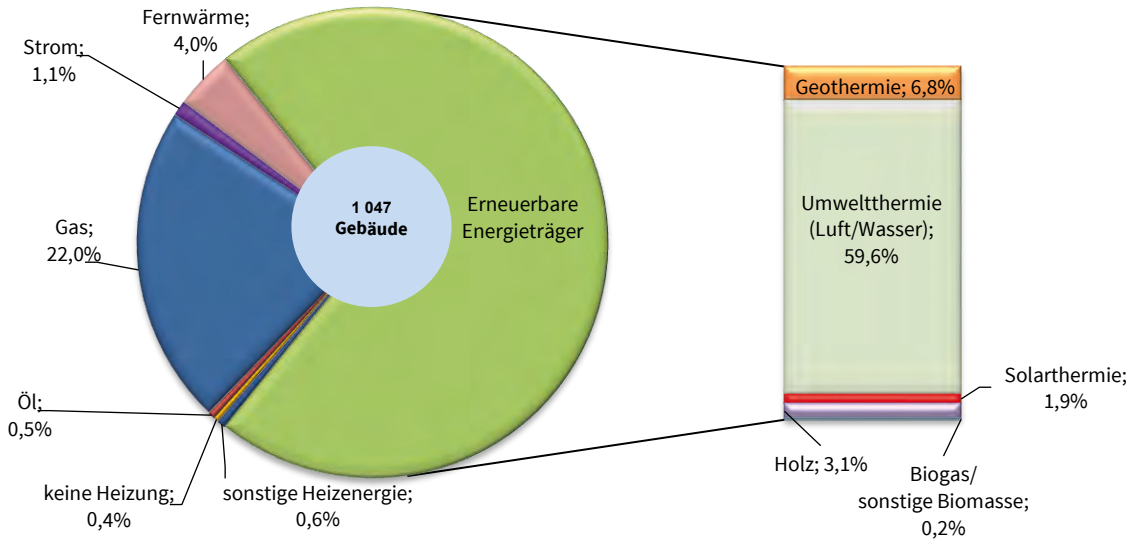 Fernwärme;
4,0%
Strom;
1,1%
Gas;
22,0%
Öl;
0,5%
keine Heizung;
0,4%
sonstige Heizenergie;
0,6%
1 047
Gebäude
Erneuerbare
Energieträger
Geothermie; 6,8%
Umweltthermie
(Luft/Wasser);
59,6%
Solarthermie;
1,9%
Holz; 3,1%
Biogas/
sonstige Biomasse;
0,2%